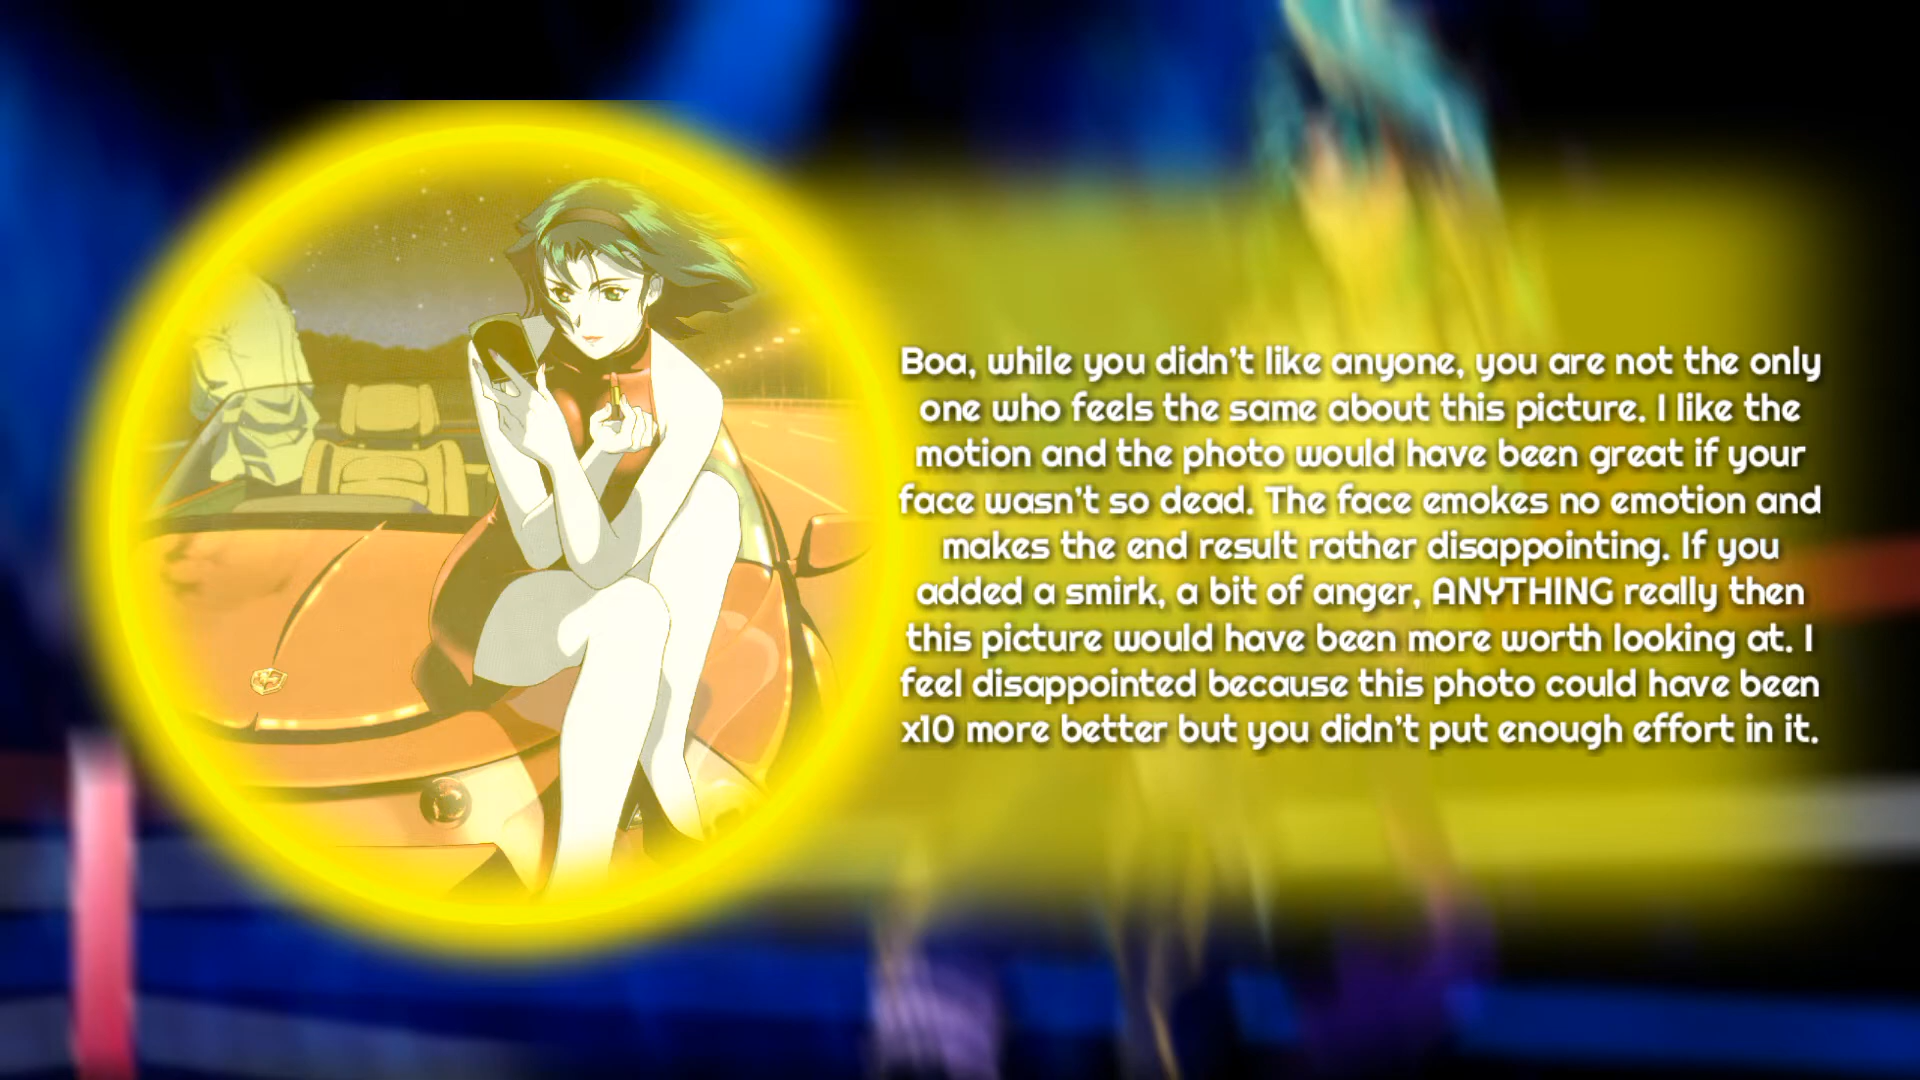 Boa, while you didn't like anyone, you are not the only
one who feels the same about this picture. I like the
motion and the photo would have been great if your
face wasn't so dead. The face emokes no emotion and
makes the end result rather disappointing. If you
added a smirk, a bit of anger, ANYTHING really then
this picture would have been more worth looking at. I
feel disappointed because this photo could have been
x10 more better but you didn't put enough effort in it.